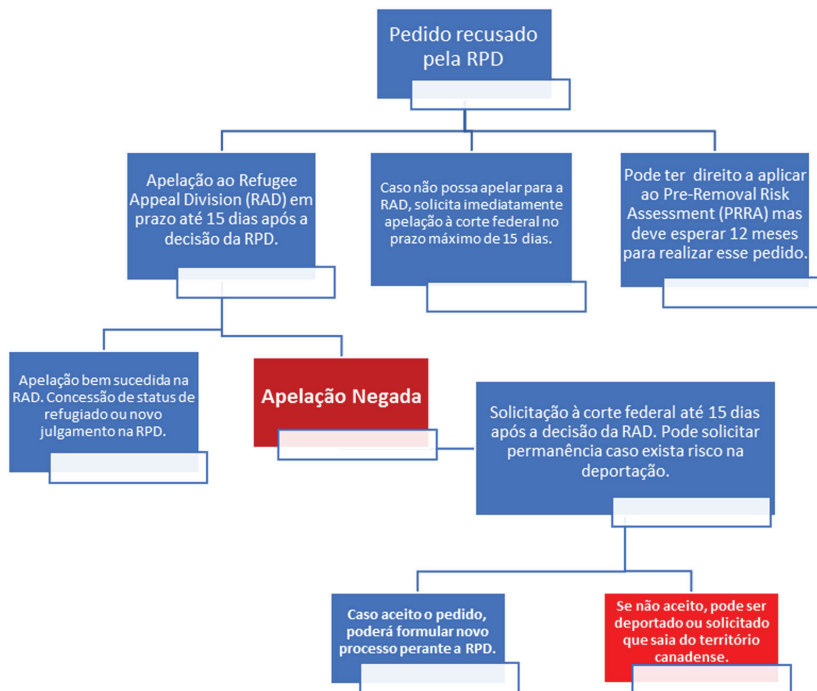 Pedido recusado
pela RPD
Apelação ao Refugee
Appeal Division (RAD) em
prazo até 15 dias após a
decisão da RPD.
Caso não possa apelar para a
RAD, solicita imediatamente
apelação à corte federal no
prazo máximo de 15 dias.
Pode ter direito a aplicar
ao Pre-Removal Risk
Assessment (PRRA) mas
deve esperar 12 meses
para realizar esse pedido.
Apelação bem sucedida na
RAD. Concessão de status de
refugiado ou novo
julgamento na RPD.
Apelação Negada
Solicitação à corte federal até 15 dias
após a decisão da RAD. Pode solicitar
permanência caso exista risco na
deportação.
Caso aceito o pedido,
poderá formular novo
processo perante a RPD.
Se não aceito, pode ser
deportado ou solicitado
que saia do território
canadense.